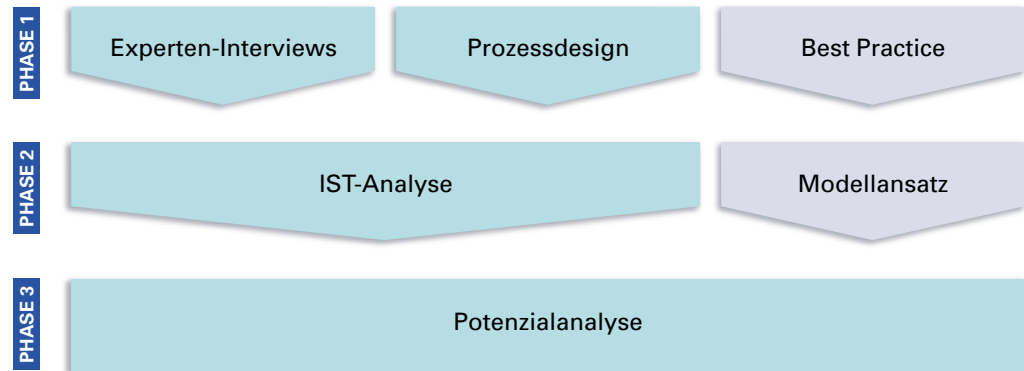 PHASE 1
Experten-Interviews
Prozessdesign
Best Practice
PHASE 2
IST-Analyse
Modellansatz
PHASE 3
Potenzialanalyse